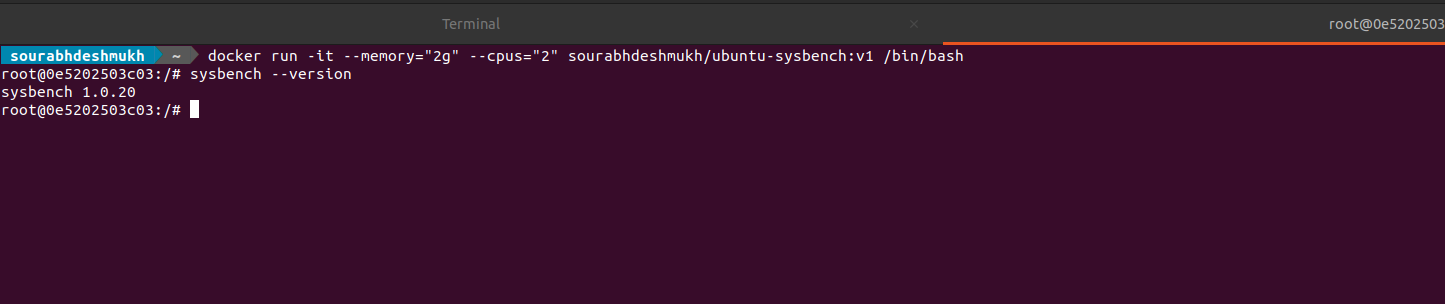 Terminal × root@0e5202503
sourabhdeshmukh ~ docker run -it --memory="2g" --cpus="2" sourabhdeshmukh/ubuntu-sysbench:v1 /bin/bash
root@0e5202503c03:/# sysbench --version
sysbench 1.0.20
root@0e5202503c03:/#